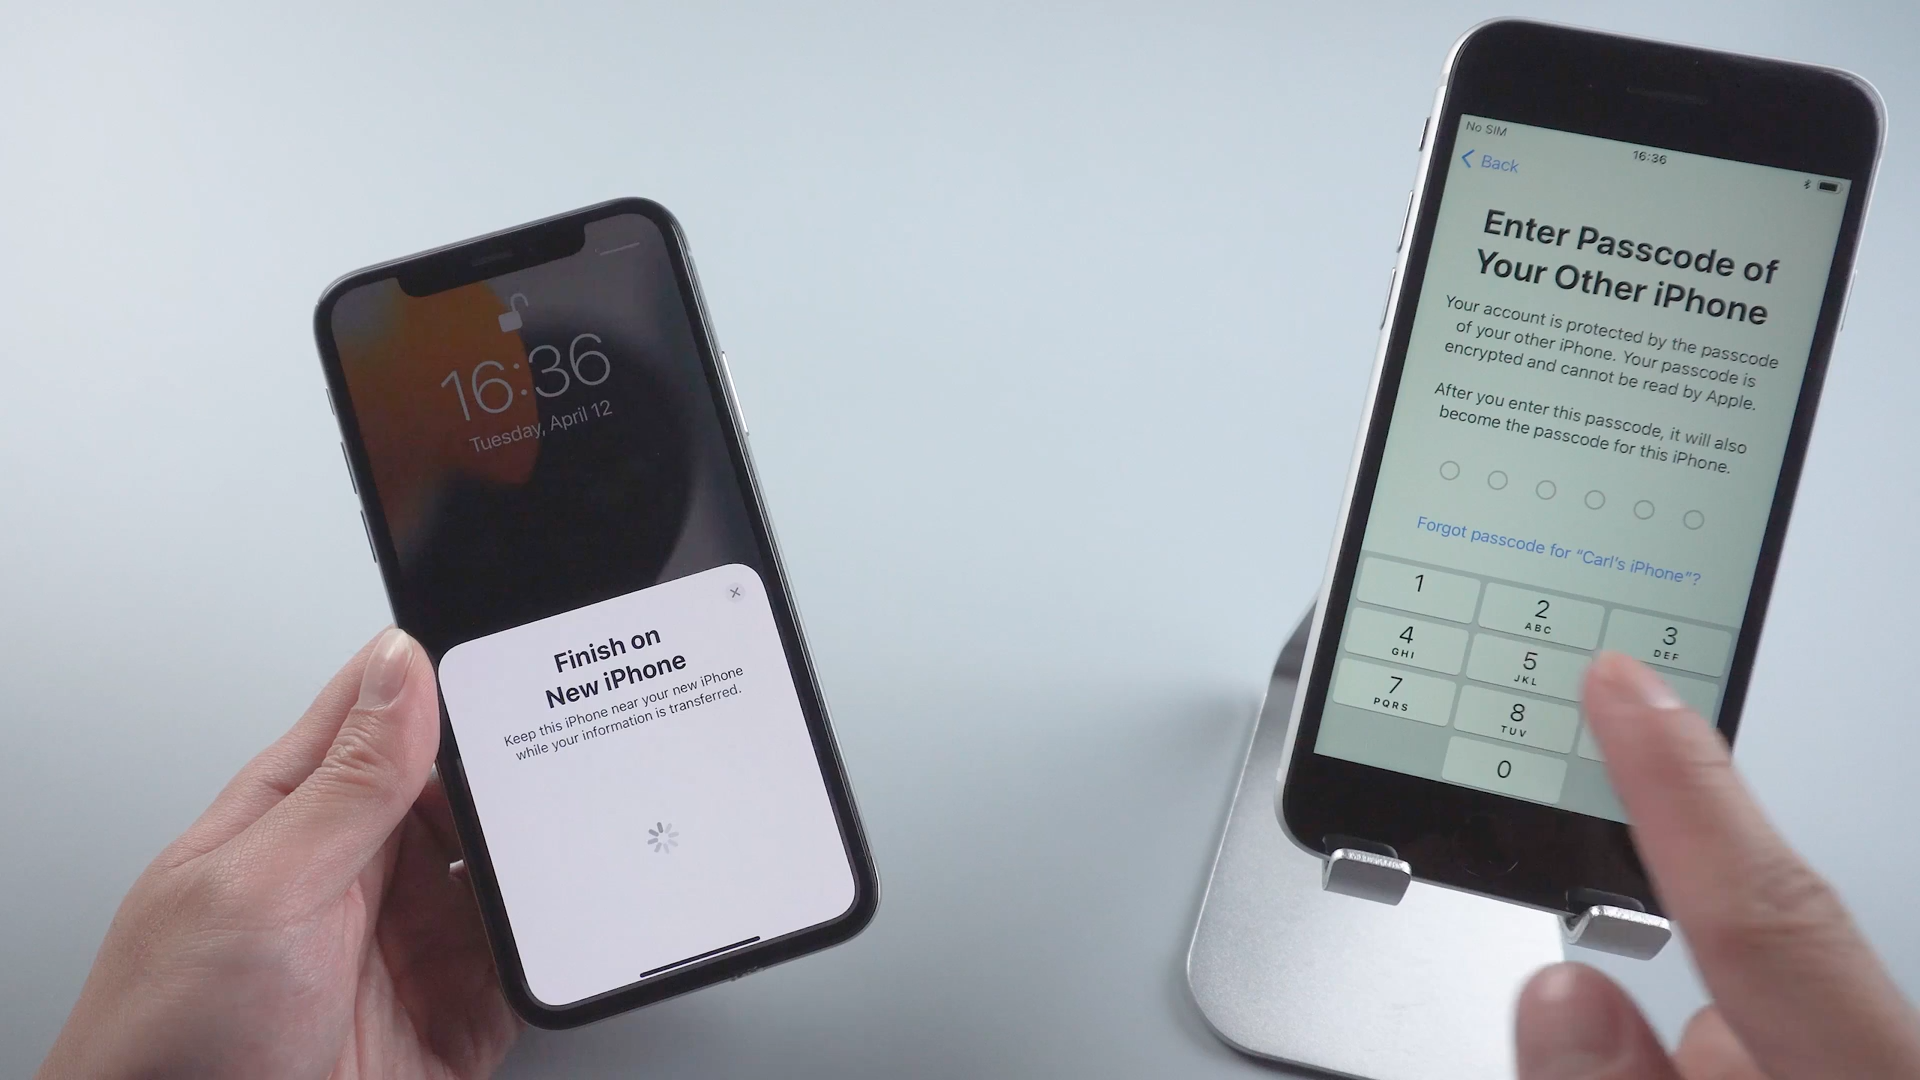 16:36
Tuesday, April 12
Finish on
New iPhone
Keep this iPhone near your new iPhone
while your information is transferred.
No SIM
16:36
Back
Enter Passcode of
Your Other iPhone
Your account is protected by the passcode
of your other iPhone. Your passcode is
encrypted and cannot be read by Apple.
After you enter this passcode, it will also
become the passcode for this iPhone.
Forgot passcode for “Carl's iPhone”?
1
2
ABC
3
DEF
4
GHI
5
JKL
7
PQRS
8
TUV
0